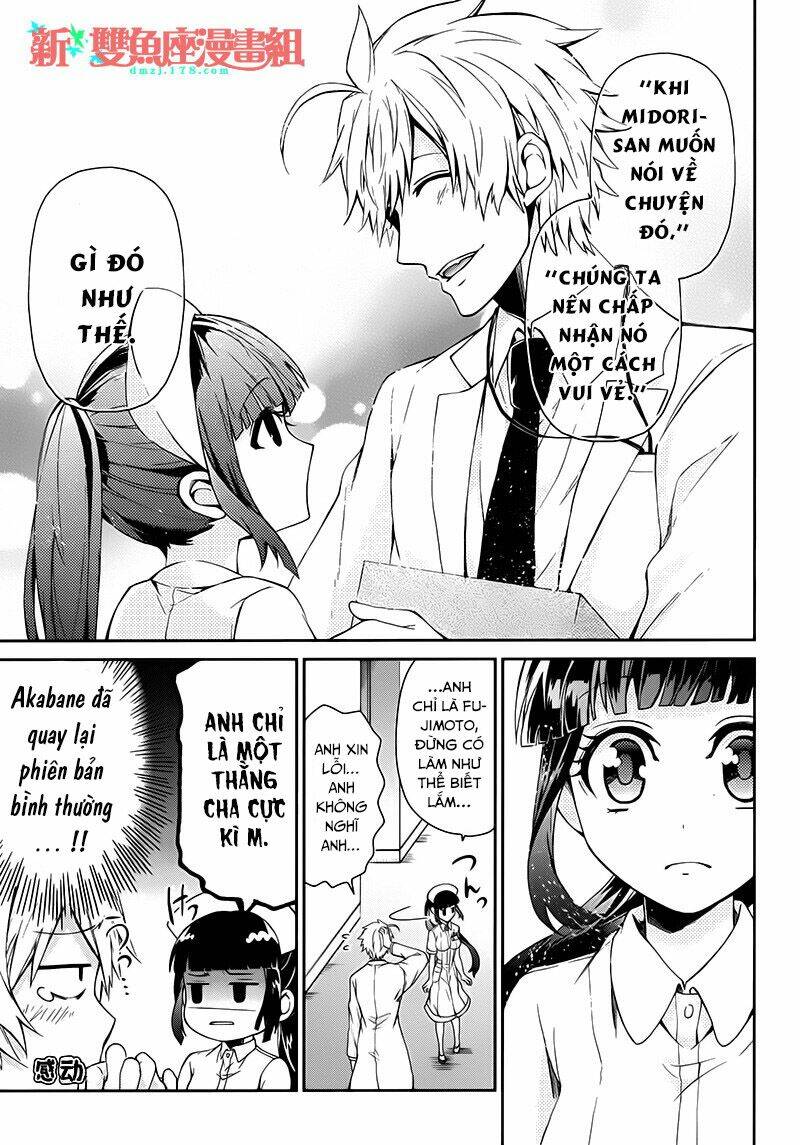 新·雙魚座漫畫組
dmzj.178.com
"KHI
MIDORI-
SAN MUỐN
NÓI VỀ
CHUYỆN
ĐÓ,"
"CHÚNG TA
NÊN CHẤP
NHẬN NÓ
MỘT CÁCH
VUI VẺ."
GÌ ĐÓ
NHƯ
THẾ.
...ANH
CHỈ LÀ FU-
JIMOTO,
ĐỪNG CÓ
LÀM NHƯ
THỂ BIẾT
LẮM...
ANH XIN
LỖI...
ANH
KHÔNG
NGHĨ
ANH...
ANH CHỈ
LÀ MỘT
THẰNG
CHA CỰC
KÌ M.
Akabane đã
quay lại
phiên bản
bình thường
... !!
けっ
感动